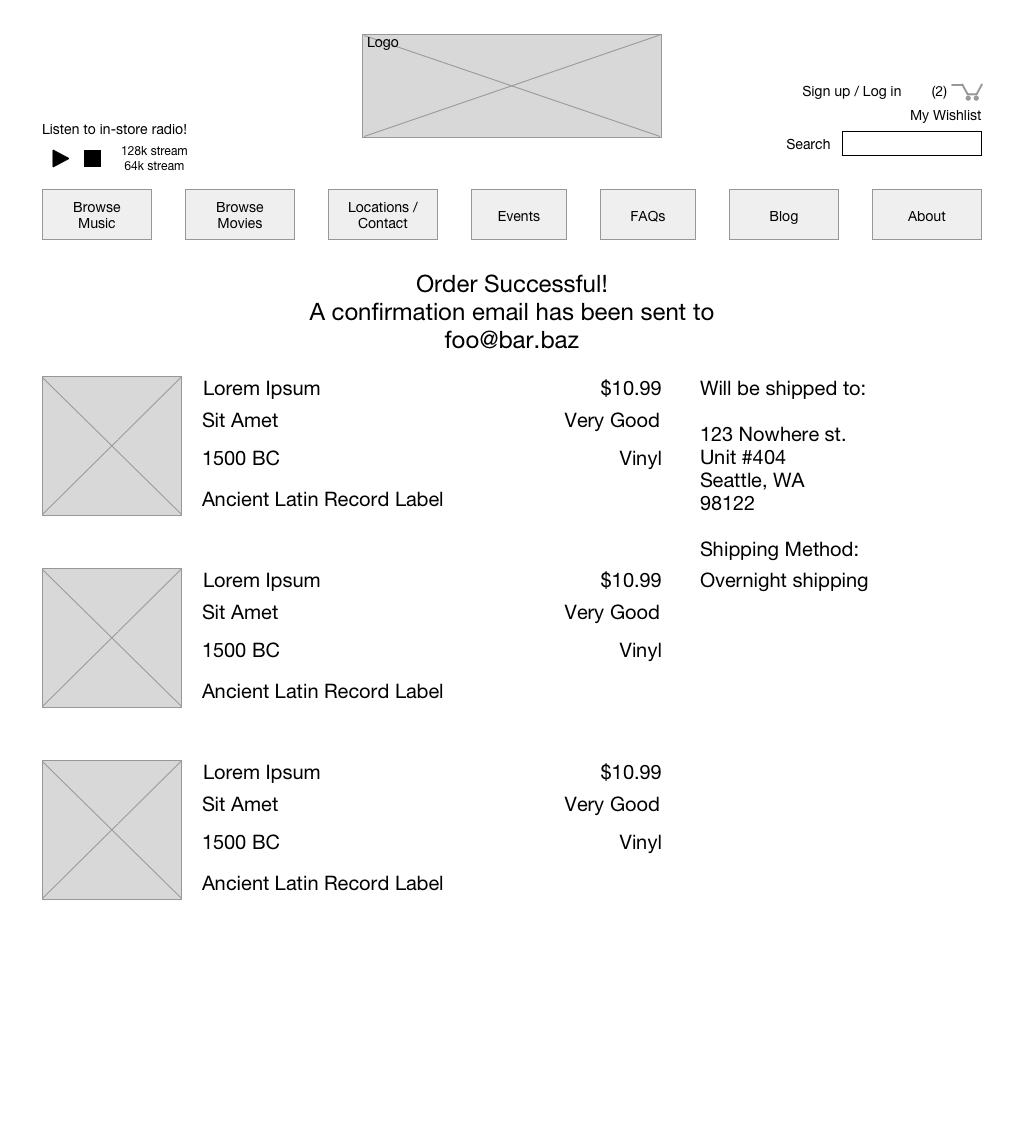 Logo
Sign up / Log in (2)
My Wishlist
Listen to in-store radio!
128k stream
64k stream
Search
Browse
Music
Browse
Movies
Locations /
Contact
Events
FAQs
Blog
About
Order Successful!
A confirmation email has been sent to
foo@bar.baz
Lorem Ipsum $10.99
Sit Amet Very Good
1500 BC Vinyl
Ancient Latin Record Label
Will be shipped to:
123 Nowhere st.
Unit #404
Seattle, WA
98122
Shipping Method:
Overnight shipping
Lorem Ipsum $10.99
Sit Amet Very Good
1500 BC Vinyl
Ancient Latin Record Label
Lorem Ipsum $10.99
Sit Amet Very Good
1500 BC Vinyl
Ancient Latin Record Label